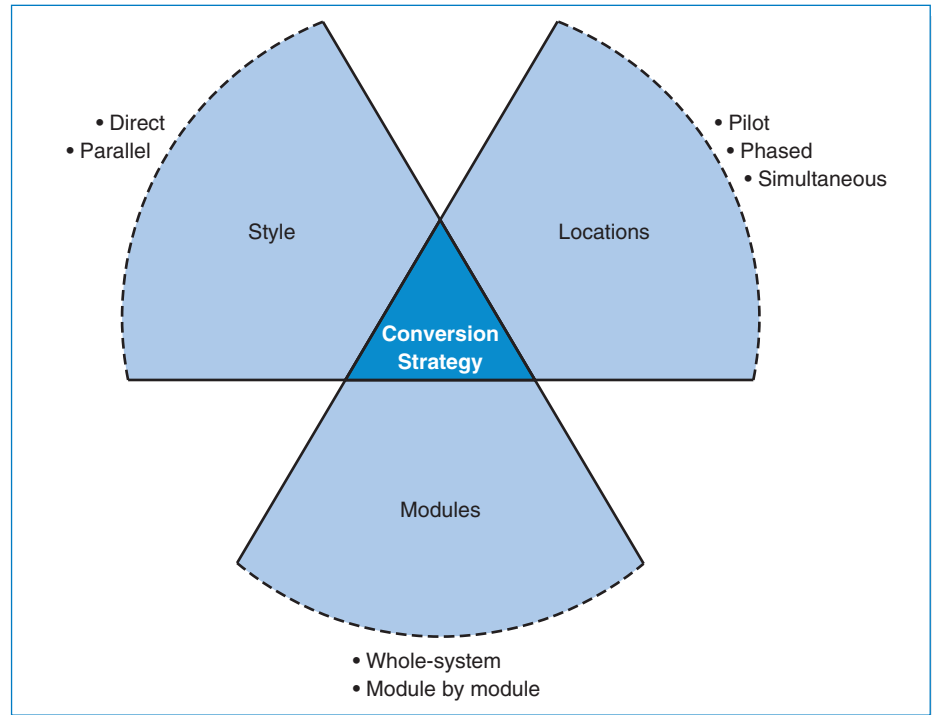 • Direct
• Parallel
• Pilot
• Phased
• Simultaneous
Style
Locations
Conversion
Strategy
Modules
• Whole-system
• Module by module